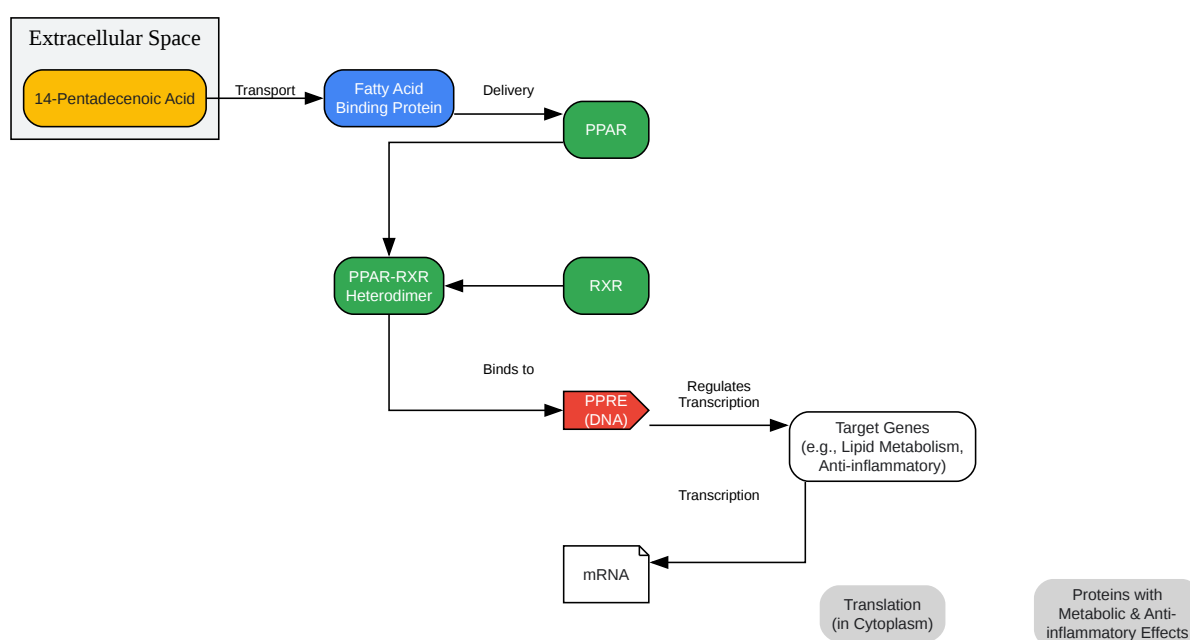 Extracellular Space
14-Pentadecenoic Acid
Transport
Fatty Acid
Binding Protein
Delivery
PPAR
PPAR-RXR
Heterodimer
RXR
Binds to
PPRE
(DNA)
Regulates
Transcription
Target Genes
(e.g., Lipid Metabolism,
Anti-inflammatory)
Transcription
mRNA
Translation
(in Cytoplasm)
Proteins with
Metabolic & Anti-
inflammatory Effects